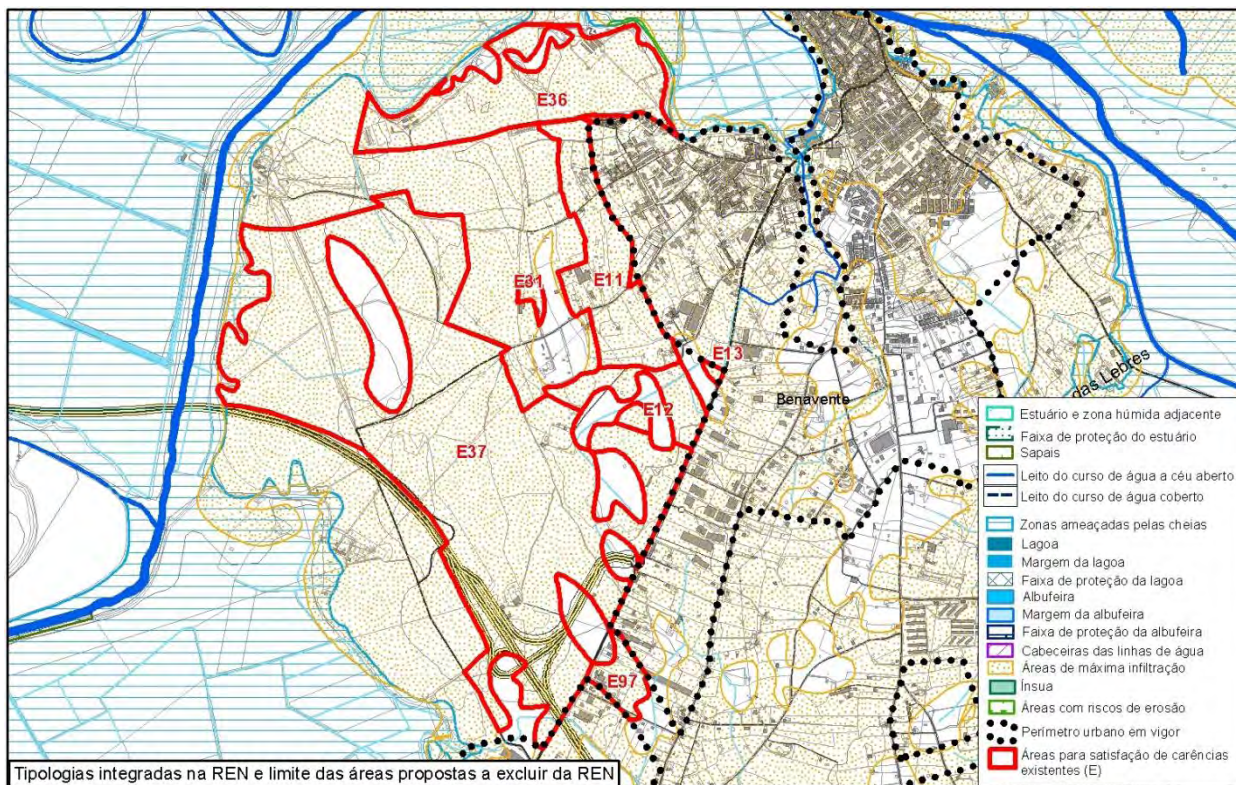 E36
E31
E11
E13
E12
Benavente
das Lebres
E37
E97
Estuário e zona húmida adjacente
Faixa de proteção do estuário
Sapais
Leito do curso de água a céu aberto
Leito do curso de água coberto
Zonas ameaçadas pelas cheias
Lagoa
Margem da lagoa
Faixa de proteção da lagoa
Albufeira
Margem da albufeira
Faixa de proteção da albufeira
Cabeceiras das linhas de água
Áreas de máxima infiltração
Ínsua
Áreas com riscos de erosão
Perímetro urbano em vigor
Áreas para satisfação de carências
existentes (E)
Tipologias integradas na REN e limite das áreas propostas a excluir da REN